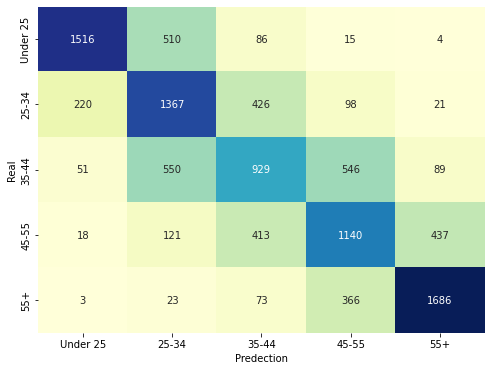 Under 25 1516 510 86 15 4
25-34 220 1367 426 98 21
Real 35-44 51 550 929 546 89
45-55 18 121 413 1140 437
55+ 3 23 73 366 1686
Under 25 25-34 35-44 45-55 55+
Predection